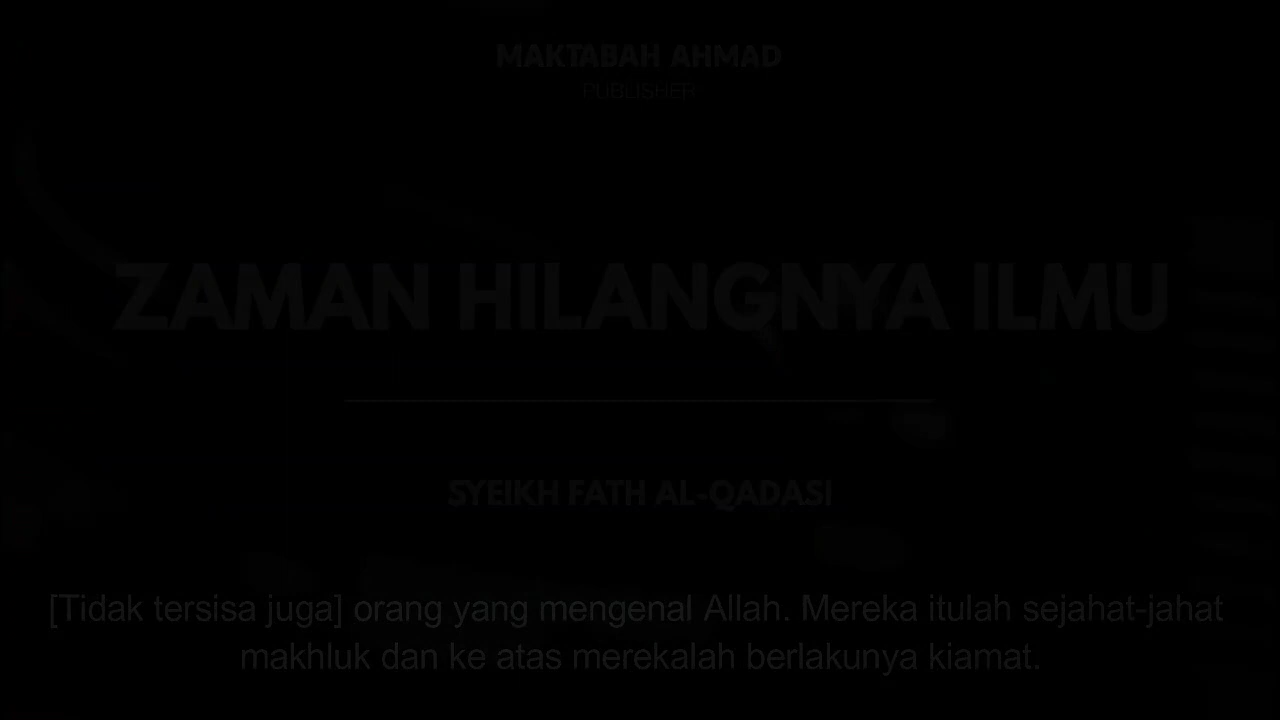 MAKTABAH AHMAD
PUBLISHER
ZAMAN HILANGNYA ILMU
SYEIKH FATH AL-QADASI
[Tidak tersisa juga] orang yang mengenal Allah. Mereka itulah sejahat-jahat
makhluk dan ke atas merekalah berlakunya kiamat.